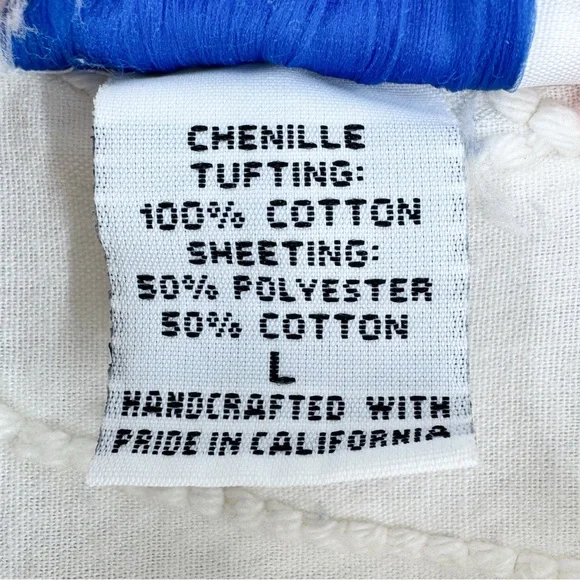 CHENILLE
TUFTING:
100% COTTON
SHEETING:
50% POLYESTER
50% COTTON
L
HANDCRAFTED WITH
PRIDE IN CALIFORNIA